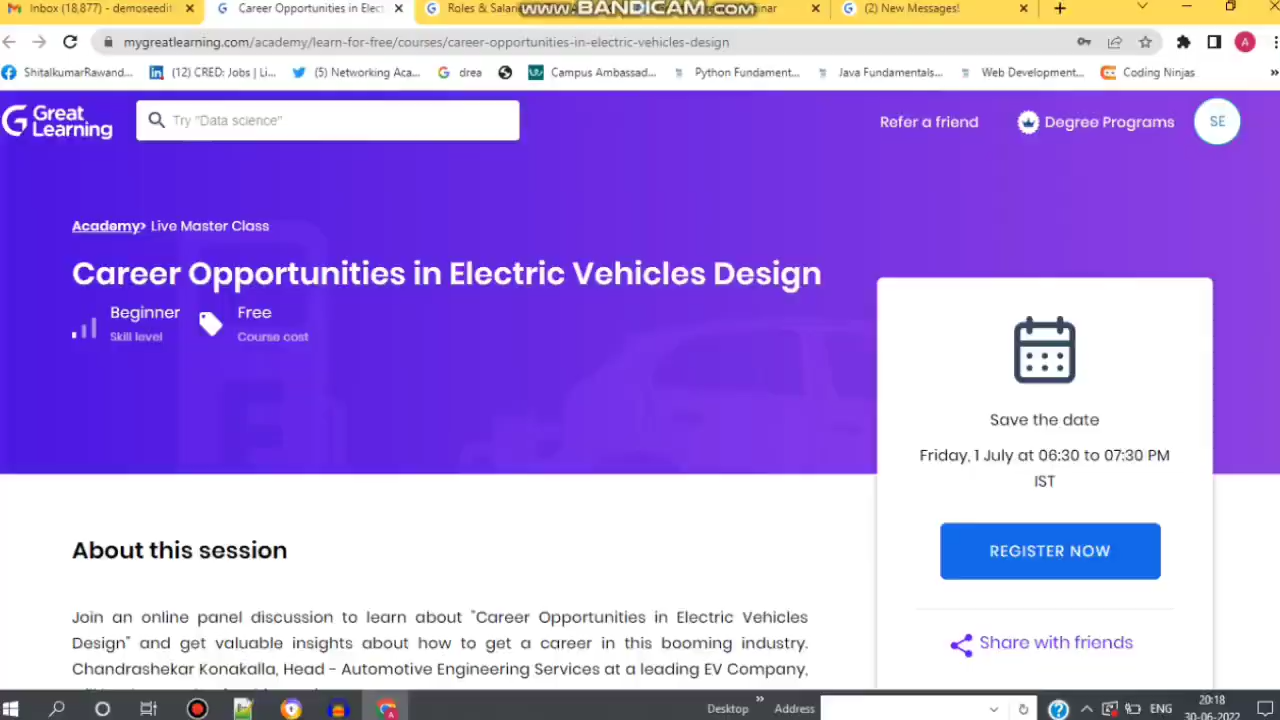 Inbox (18,877) - demoseedit
Career Opportunities in Elec
Roles & Salari
www.BANDICAM.com
inar
(2) New Messages!
mygreatlearning.com/academy/learn-for-free/courses/career-opportunities-in-electric-vehicles-design
A
ShitalkumarRawand...
(12) CRED: Jobs | Li...
(5) Networking Aca...
drea
Campus Ambassad...
Python Fundament...
Java Fundamentals...
Web Development...
Coding Ninjas
»
Great
Learning
Try "Data science"
Refer a friend
Degree Programs
SE
Academy> Live Master Class
Career Opportunities in Electric Vehicles Design
Beginner
Skill level
Free
Course cost
Save the date
Friday, 1 July at 06:30 to 07:30 PM
IST
REGISTER NOW
Share with friends
About this session
Join an online panel discussion to learn about "Career Opportunities in Electric Vehicles
Design" and get valuable insights about how to get a career in this booming industry.
Chandrashekar Konakalla, Head - Automotive Engineering Services at a leading EV Company,
Desktop
»
Address
ENG
20:18
30-06-2022